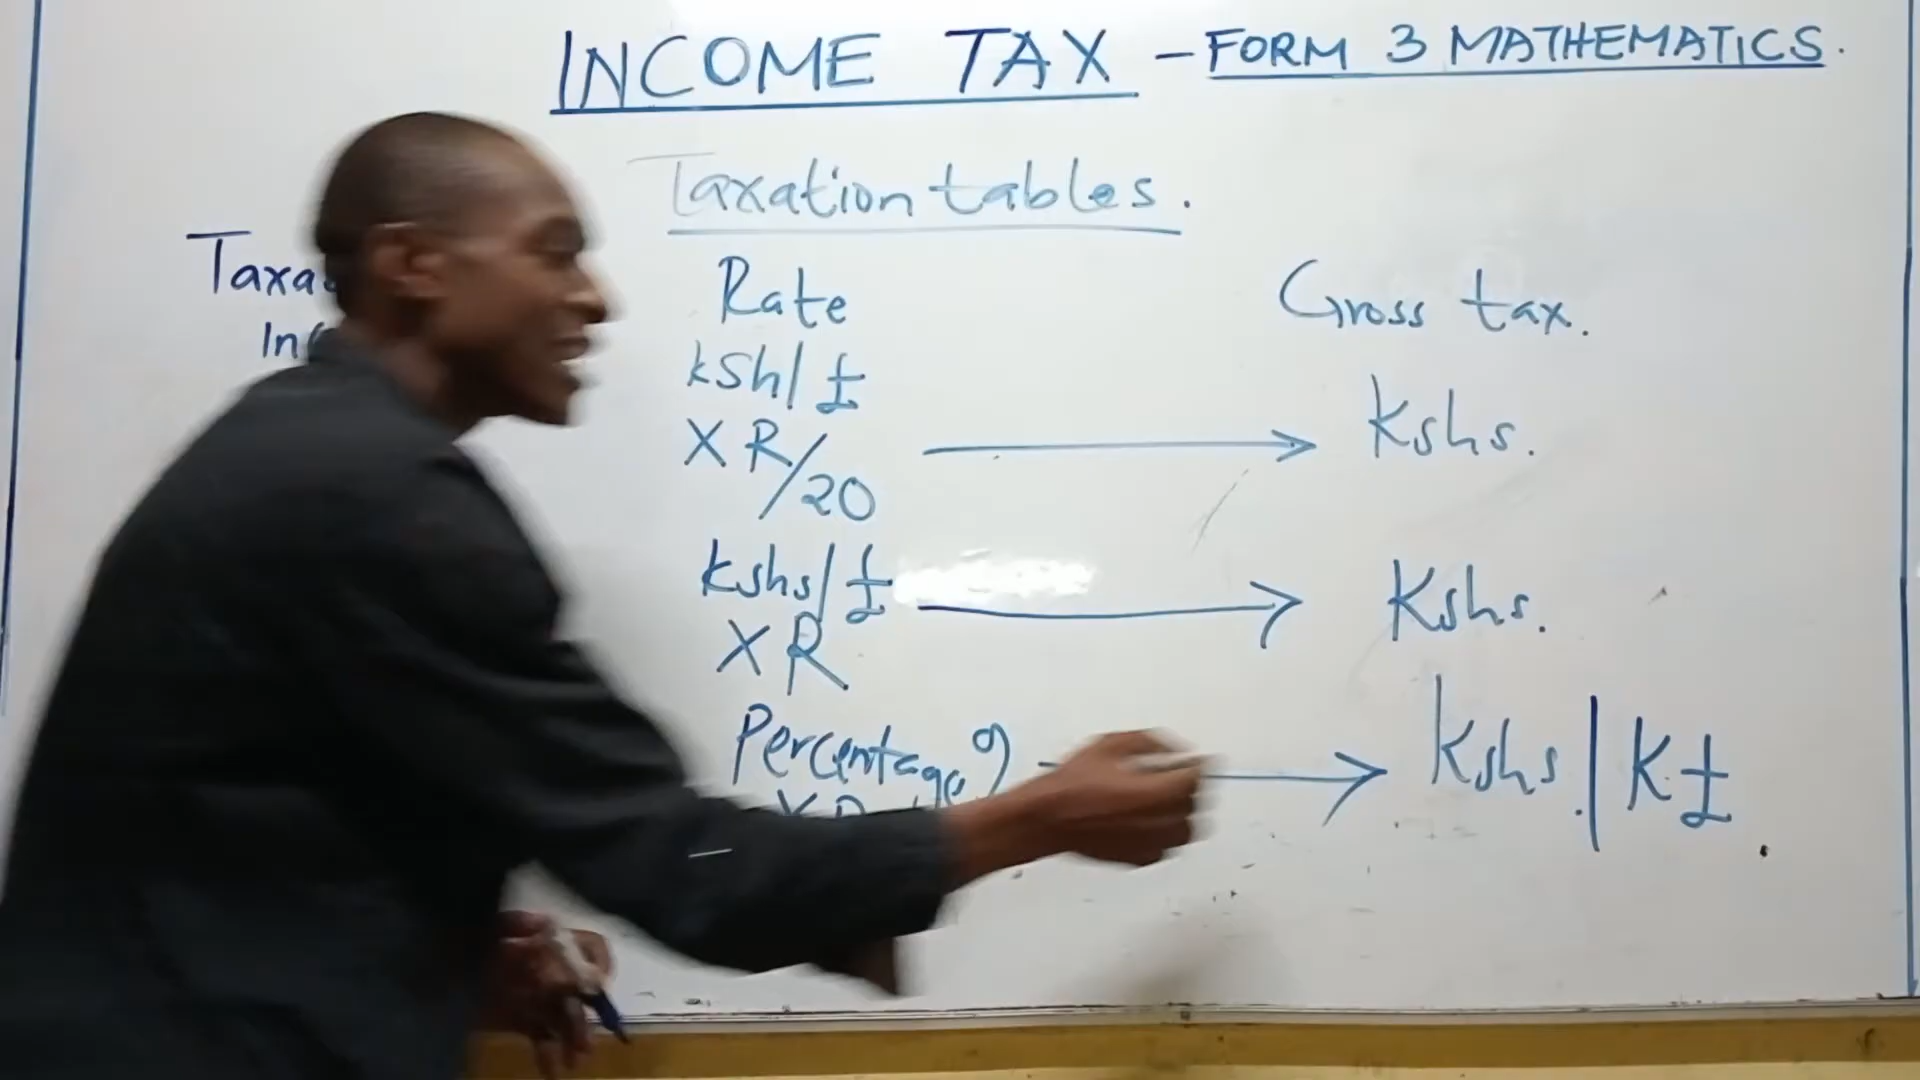 INCOME TAX - FORM 3 MATHEMATICS.
Taxation tables.
Rate
Gross tax.
ksh/£
X R/20
Kshs.
kshs/£
X R
Kshs.
Percentage
Kshs. | K£